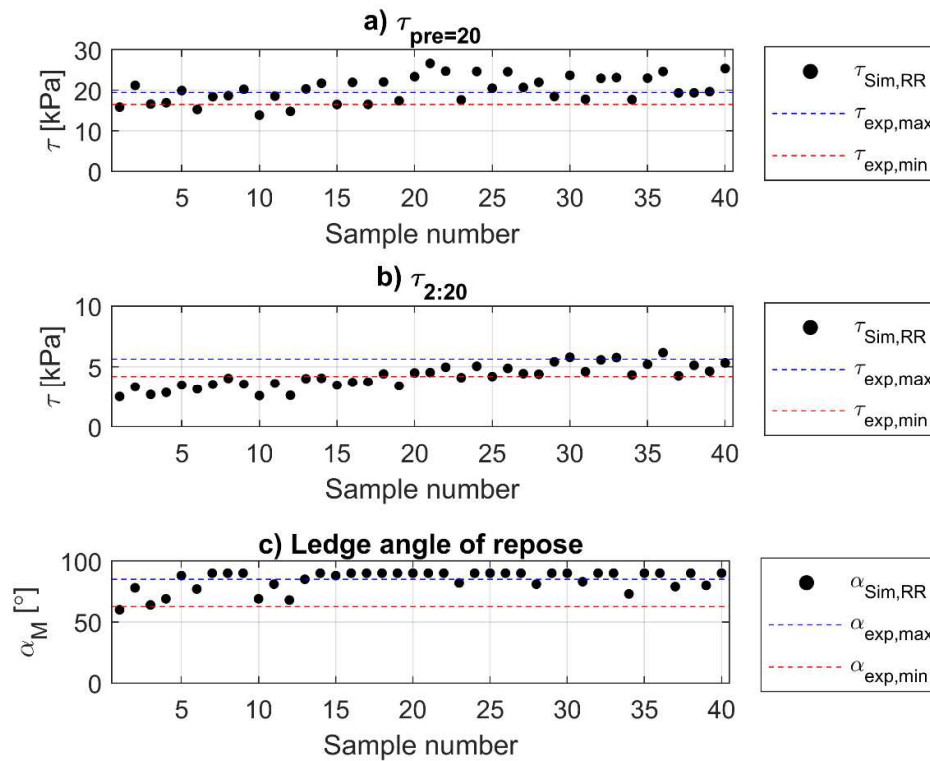 a) τpre=20
30
20
10
0
τ [kPa]
5 10 15 20 25 30 35 40
Sample number
τSim,RR
τexp,max
τexp,min
b) τ2:20
10
5
0
τ [kPa]
5 10 15 20 25 30 35 40
Sample number
τSim,RR
τexp,max
τexp,min
c) Ledge angle of repose
100
50
0
αM [°]
5 10 15 20 25 30 35 40
Sample number
αSim,RR
αexp,max
αexp,min